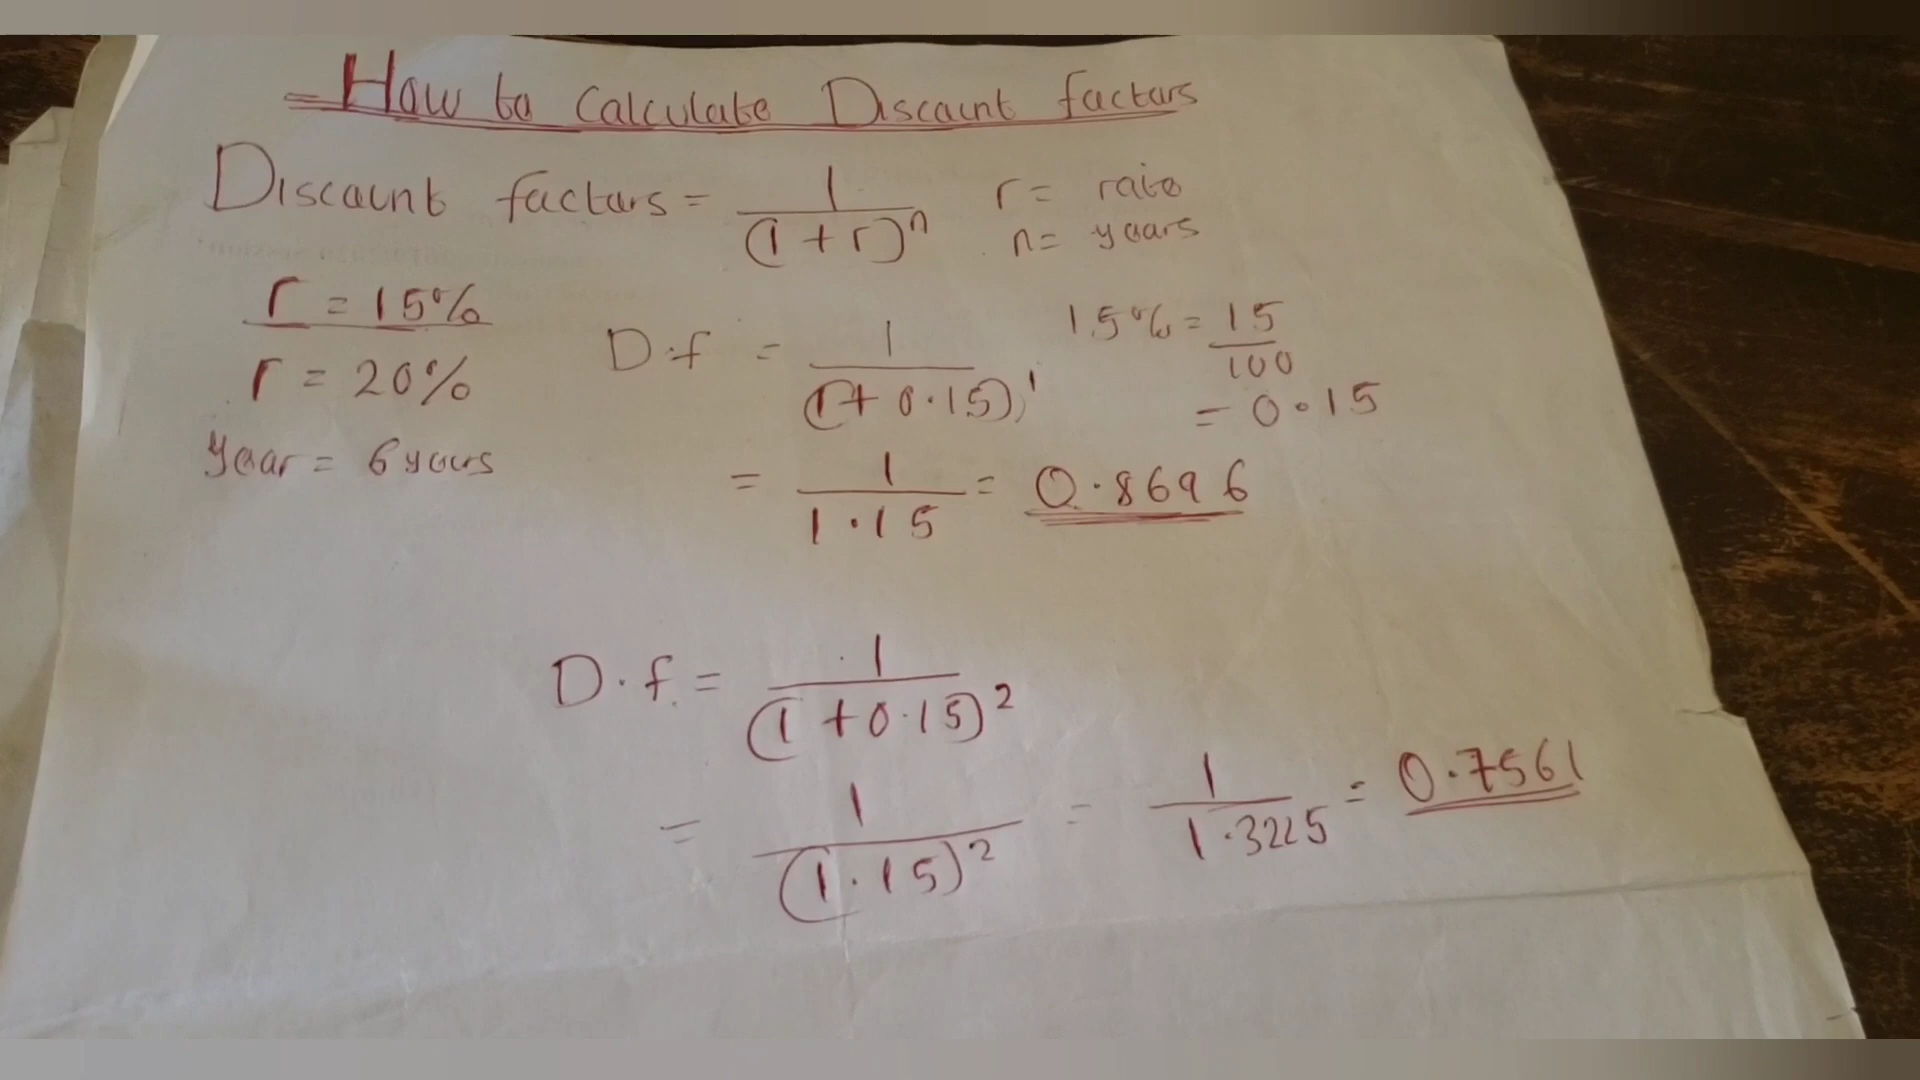 How to Calculate Discount factors
Discount factors = 1/(1+r)^n r = rate
n = years
r = 15%
r = 20%
year = 6 years
D.f = 1/(1+0.15)^1
15% = 15/100
= 0.15
= 1/1.15 = 0.8696
D.f = 1/(1+0.15)^2
= 1/(1.15)^2 = 1/1.3225 = 0.7561